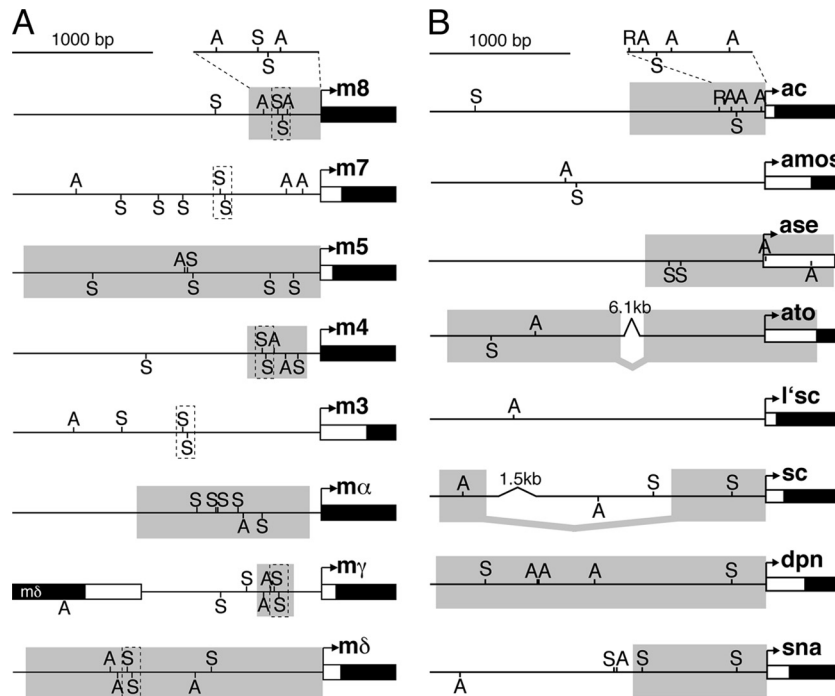 A
1000 bp
A S A
S
m8
S A S A
S
m7
A S A A
S S S S
m5
A S
S S S S
m4
S A
S S A S
m3
A S S
S
mα
S S S S
A S
mγ
mδ
S A S
A S A S
mδ
A S S
A S A
B
1000 bp
R A A A
S
ac
S R A A A
S
amos
A
S
ase
A
S S A
ato
6.1kb
A
S
l'sc
A
sc
1.5kb
A S S
A
dpn
S A A A S
sna
S A S S
A